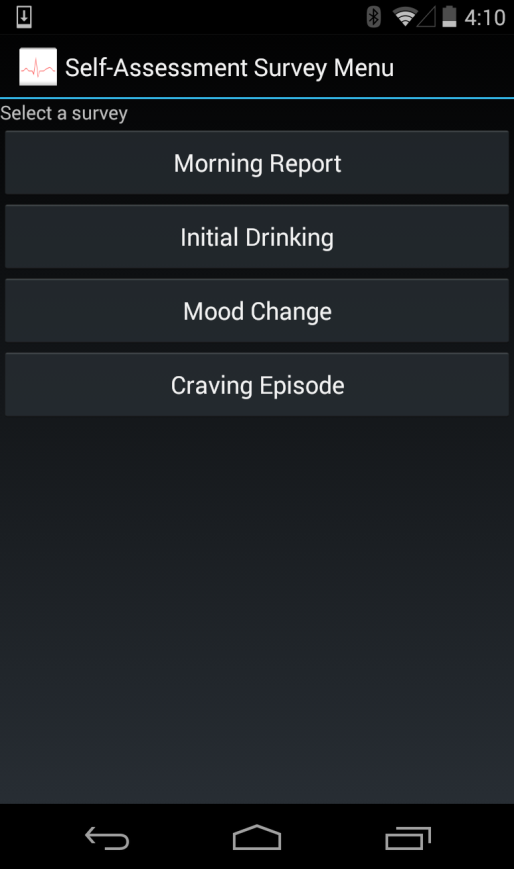 4:10
Self-Assessment Survey Menu
Select a survey
Morning Report
Initial Drinking
Mood Change
Craving Episode